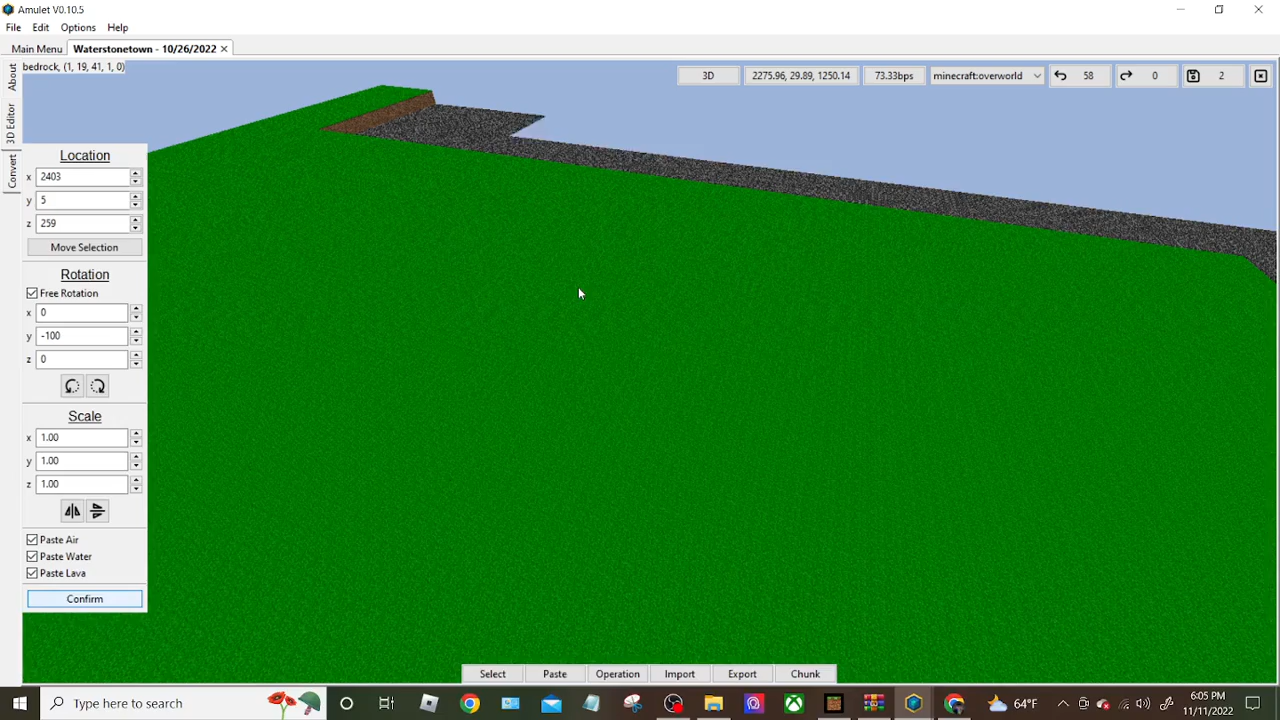 Amulet V0.10.5
File Edit Options Help
Main Menu Waterstonetown - 10/26/2022
bedrock, (1, 19, 41, 1, 0)
3D 2275.96, 29.89, 1250.14 73.33bps minecraft:overworld 58 0 2
About
3D Editor
Convert
Location
x 2403
y 5
z 259
Move Selection
Rotation
Free Rotation
x 0
y -100
z 0
Scale
x 1.00
y 1.00
z 1.00
Paste Air
Paste Water
Paste Lava
Confirm
Select Paste Operation Import Export Chunk
Type here to search
64°F
6:05 PM
11/11/2022